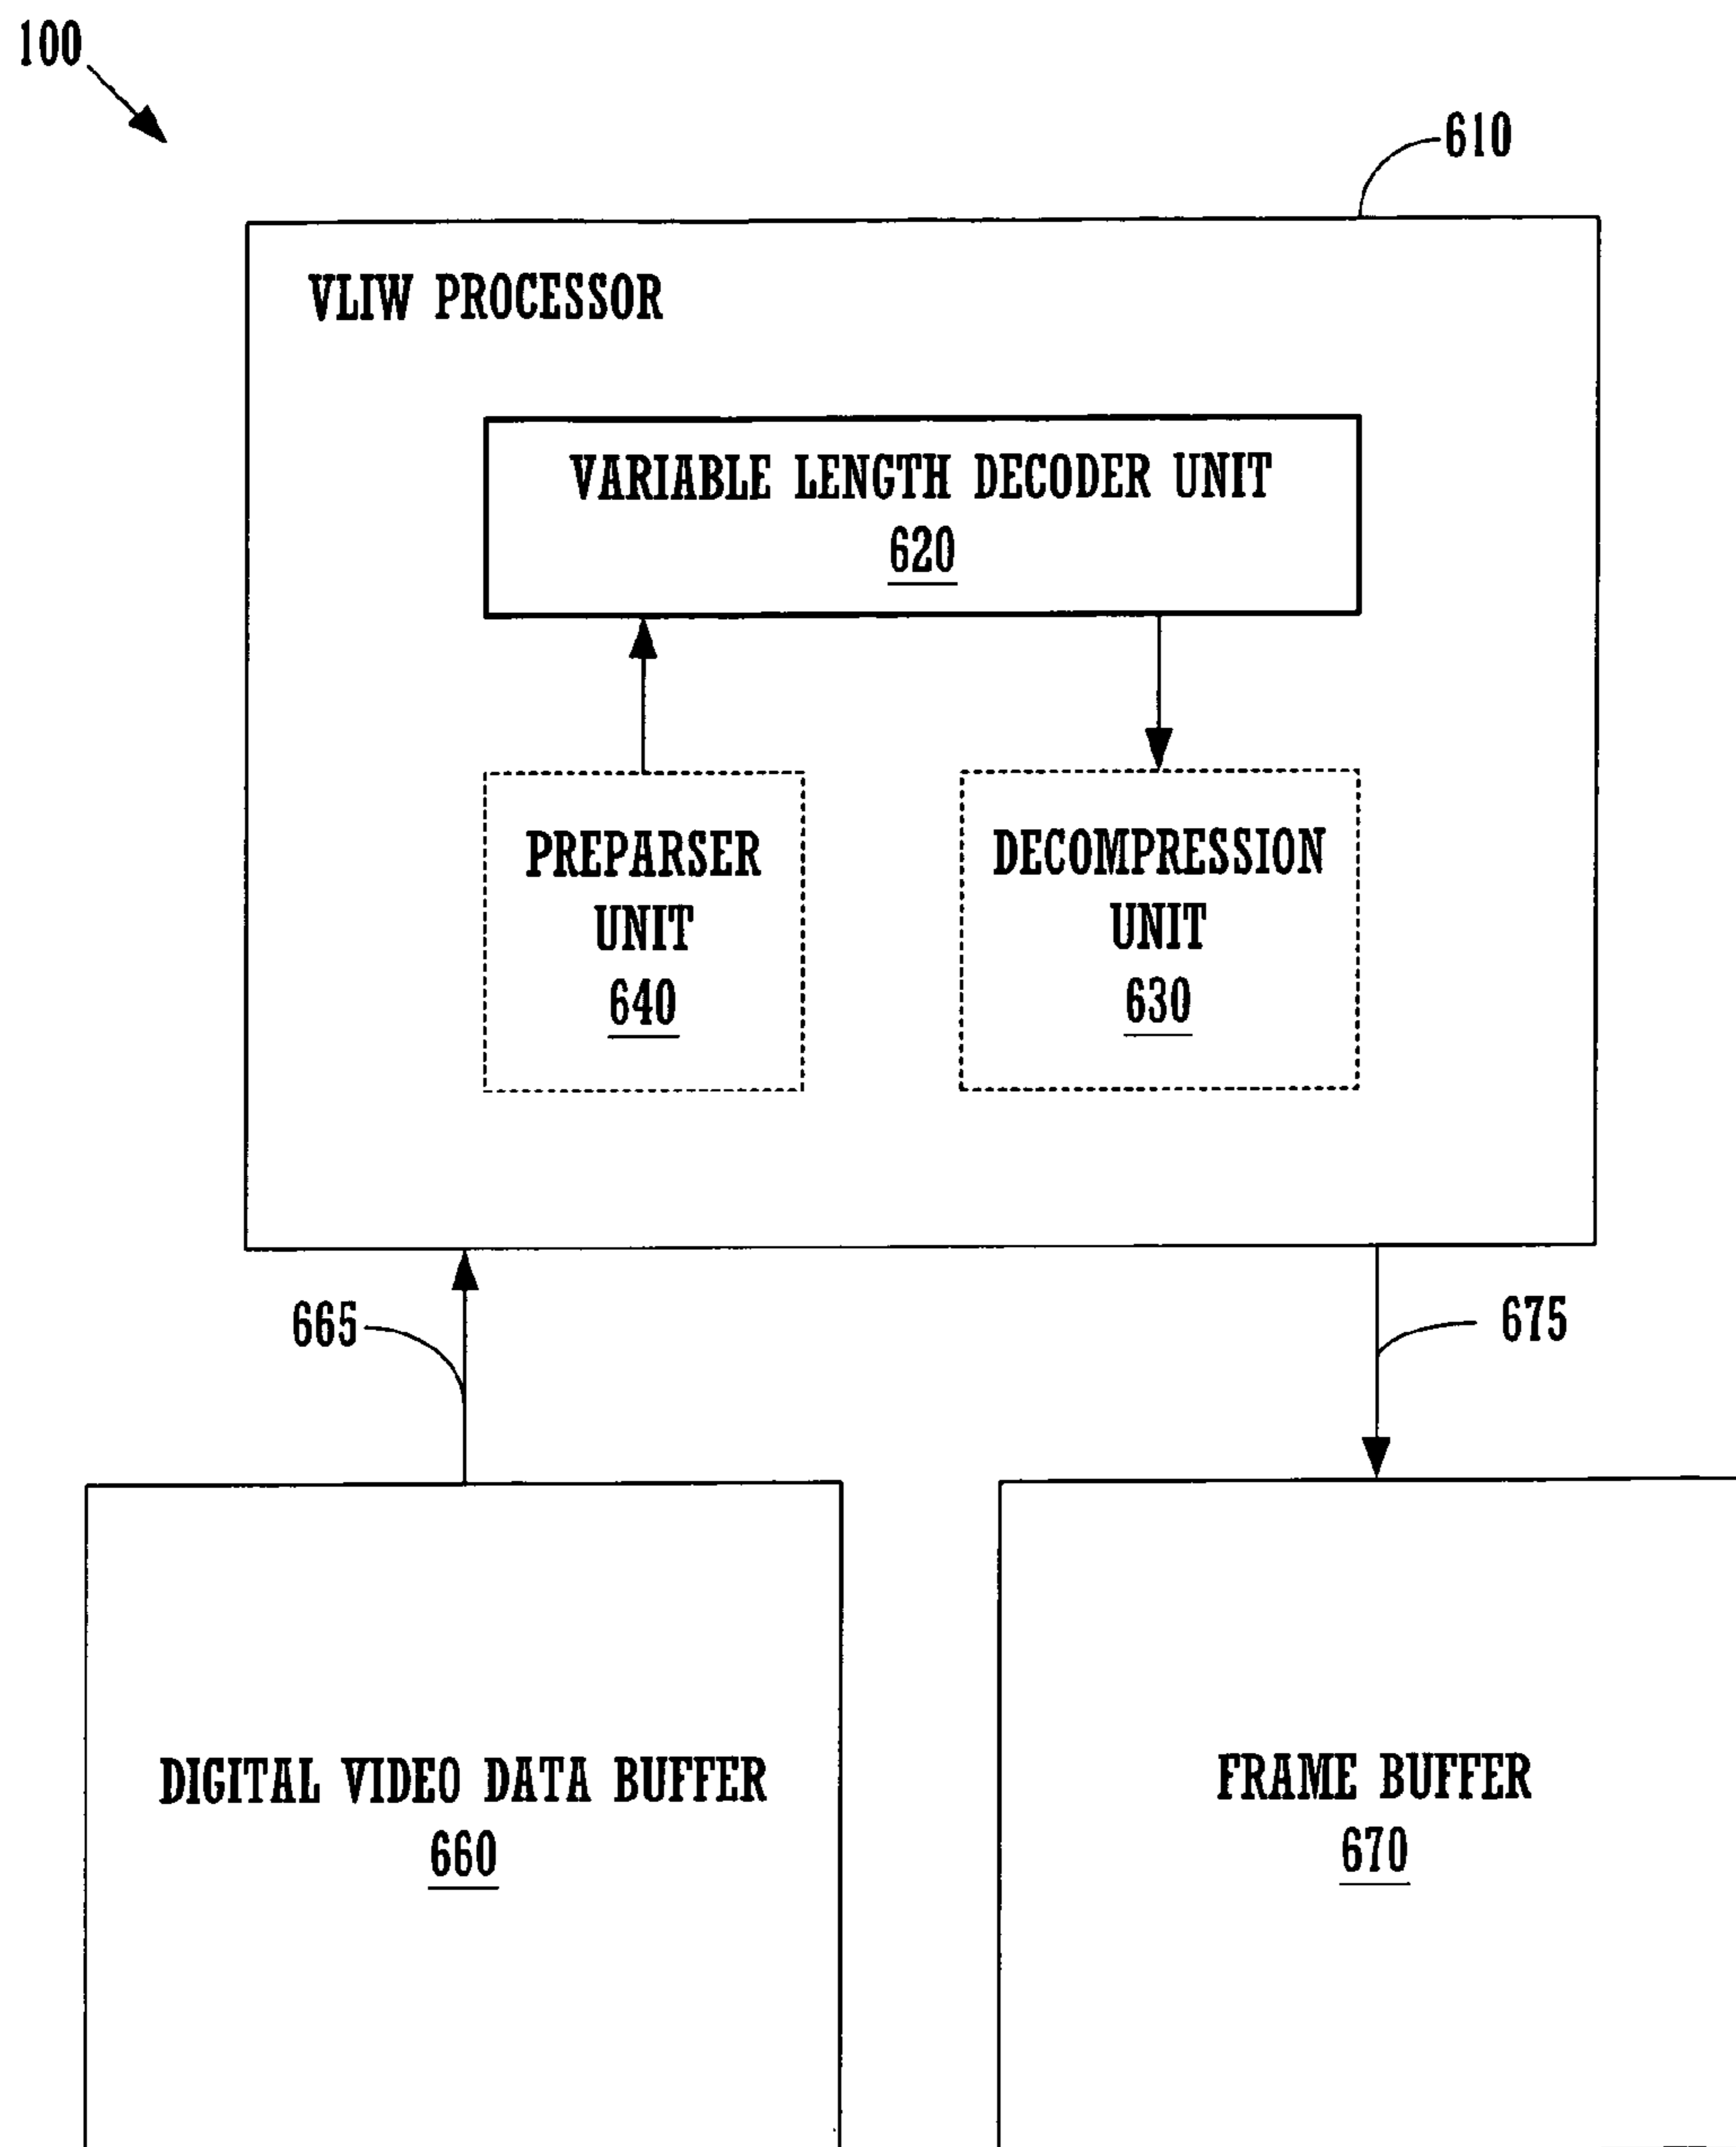 100
610
VLIW PROCESSOR
VARIABLE LENGTH DECODER UNIT
620
PREPARSER
UNIT
640
DECOMPRESSION
UNIT
630
665
675
DIGITAL VIDEO DATA BUFFER
660
FRAME BUFFER
670